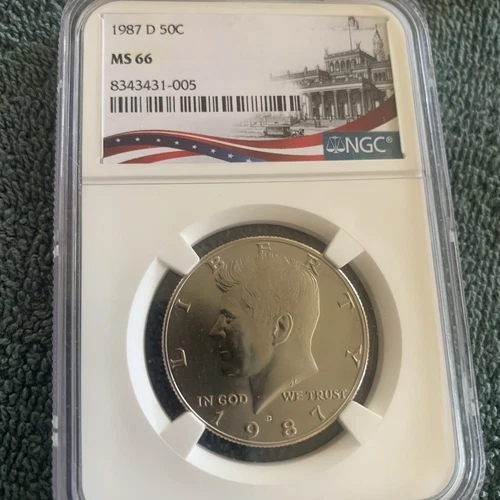 1987 D 50C
MS 66
8343431-005
NGC®
LIBERTY
IN GOD WE TRUST
D
1987